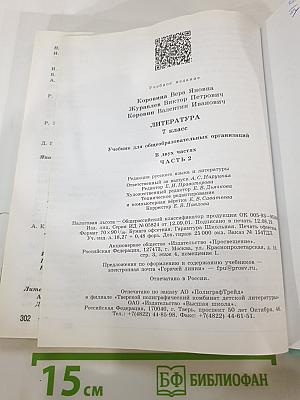 Учебное издание
Коровина Вера Яновна
Журавлев Виктор Петрович
Коровин Валентин Иванович
ЛИТЕРАТУРА
7 класс
Учебник для общеобразовательных организаций
В двух частях
ЧАСТЬ 2
Редакция русского языка и литературы
Ответственный за выпуск А. С.
Редактор Е. П.
Художественный редактор Е. В. Дьячкова
Техническое редактирование
и компьютерная вёрстка Е. В.
Корректор Е. В. Павлова
Налоговая льгота — Общероссийский классификатор продукции ОК 005-93—
Изд. лиц. Серия ИД № 05824 от 12.09.01. Подписано в печать
Формат 70×90 1/16. Бумага офсетная. Гарнитура Школьная. Печать офсетная.
Уч.-изд. л. 18,27 + 0,48 форз. Доп. тираж 25 000 экз. Заказ №
Акционерное общество «Издательство «Просвещение».
Российская Федерация, 127473, г. Москва, ул. Краснопролетарская, д. 16,
стр. 3, этаж 4, помещение I.
Предложения по оформлению и содержанию учебников —
электронная почта «Горячей линии» — fpu@prosv.ru.
Отпечатано в России.
Отпечатано по заказу АО «ПолиграфТрейд»
в филиале «Тверской полиграфический комбинат детской литературы»
ОАО «Издательство «Высшая школа».
Российская Федерация, 170040, г. Тверь, проспект 50 лет Октября, 46
Тел.: +7(4822) 44-85-98. Факс: +7(4822) 44-61-51.
302
15 см
БФ БИБЛИОФАН